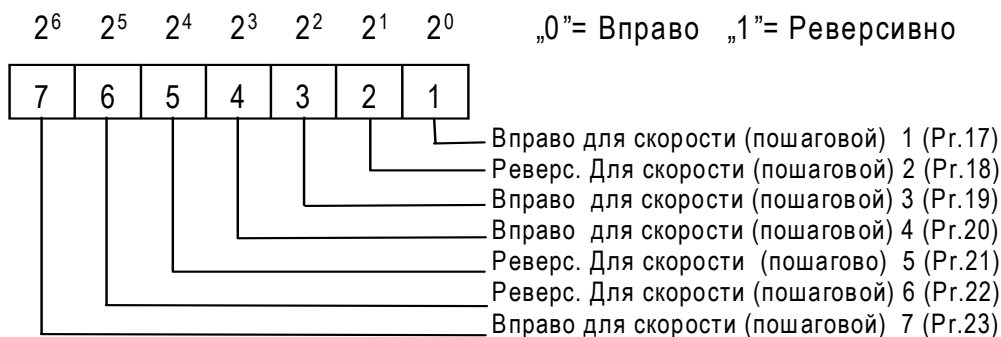 2⁶ 2⁵ 2⁴ 2³ 2² 2¹ 2⁰ „0”= Вправо „1”= Реверсивно
7 6 5 4 3 2 1
Вправо для скорости (пошаговой) 1 (Pr.17)
Реверс. Для скорости (пошаговой) 2 (Pr.18)
Вправо для скорости (пошаговой) 3 (Pr.19)
Вправо для скорости (пошаговой) 4 (Pr.20)
Реверс. Для скорости (пошагово) 5 (Pr.21)
Реверс. Для скорости (пошаговой) 6 (Pr.22)
Вправо для скорости (пошаговой) 7 (Pr.23)